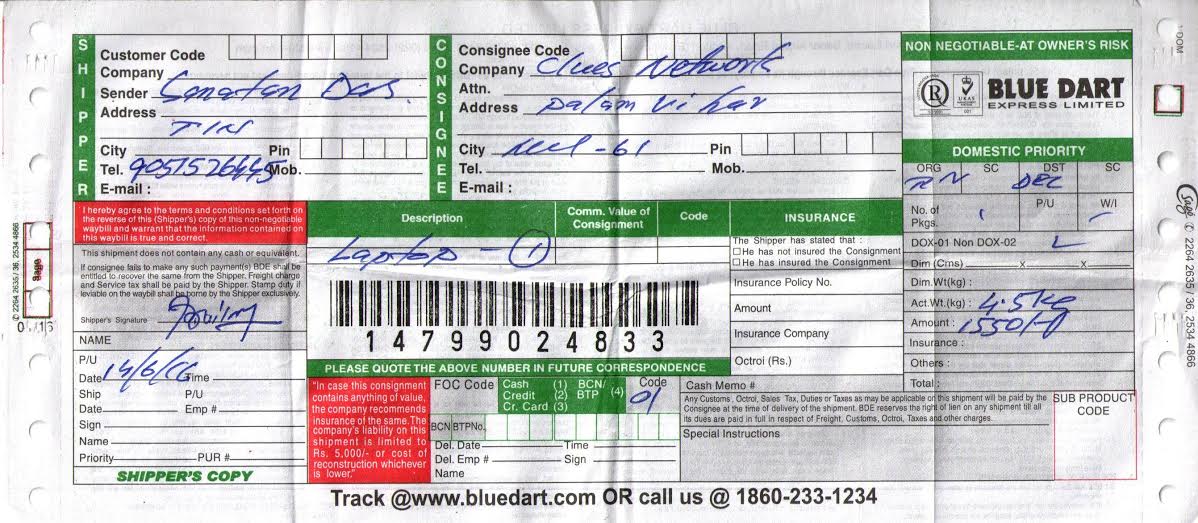 SHIPPER
Customer Code
Company
Sender Sanatan Das
Address
City Pin
Tel. Mob.
E-mail :
CONSIGNEE
Consignee Code
Company Clues Network
Attn.
Address Palam Vihar
City Pin
Tel. Mob.
E-mail :
NON NEGOTIABLE-AT OWNER'S RISK
R
UKAS
BLUE DART
EXPRESS LIMITED
DOMESTIC PRIORITY
ORG SC DST SC
DEL
No. of Pkgs. 1 P/U W/I
DOX-01 Non DOX-02
Dim (Cms) x x
Dim.Wt(kg) :
Act.Wt.(kg) : 4.5kg
Amount : 1550/-
Insurance :
Others :
Total :
I hereby agree to the terms and conditions set forth on
the reverse of this (Shipper's) copy of this non-negotiable
waybill and warrant that the information contained on
this waybill is true and correct.
This shipment does not contain any cash or equivalent.
If consignee fails to make any such payment(s) BDE shall be
entitled to recover the same from the Shipper. Freight charge
and Service tax shall be paid by the Shipper. Stamp duty if
leviable on the waybill shall be borne by the Shipper exclusively.
Shipper's Signature
NAME
P/U
Date Time
Ship P/U
Date Emp #
Sign
Name
Priority PUR #
SHIPPER'S COPY
Description Comm. Value of Consignment Code
Laptop - 1
14799024833
PLEASE QUOTE THE ABOVE NUMBER IN FUTURE CORRESPONDENCE
INSURANCE
The Shipper has stated that :
He has not insured the Consignment
He has insured the Consignment
Insurance Policy No.
Amount
Insurance Company
Octroi (Rs.)
"In case this consignment
contains anything of value,
the company recommends
insurance of the same.The
company's liability on this
shipment is limited to
Rs. 5,000/- or cost of
reconstruction whichever
is lower."
FOC Code Cash (1) BCN/ Code
Credit (2) BTP (4) 01
Cr. Card (3)
BCN BTPNo.
Del. Date Time
Del. Emp # Sign
Name
Cash Memo #
Any Customs, Octroi, Sales Tax, Duties or Taxes as may be applicable on this shipment will be paid by the
Consignee at the time of delivery of the shipment. BDE reserves the right of lien on any shipment till all
its dues are paid in full in respect of Freight, Customs, Octroi, Taxes and other charges.
Special Instructions
SUB PRODUCT
CODE
Track @www.bluedart.com OR call us @ 1860-233-1234
© 2264 2635 / 36, 2534 4866
sage
Sage © 2264 2635 / 36, 2534 4866